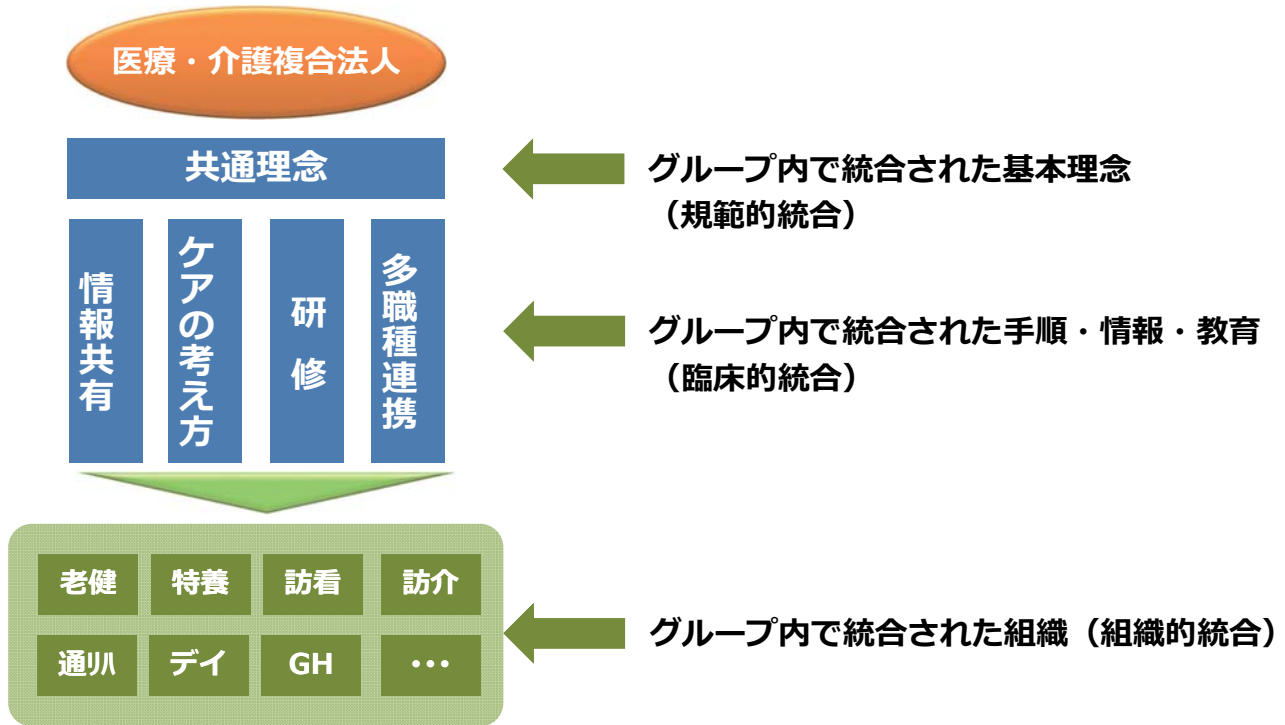 医療・介護複合法人
共通理念
グループ内で統合された基本理念
（規範的統合）
情報共有
ケアの考え方
研修
多職種連携
グループ内で統合された手順・情報・教育
（臨床的統合）
老健
特養
訪看
訪介
通ﾘﾊ
デイ
GH
・・・
グループ内で統合された組織（組織的統合）